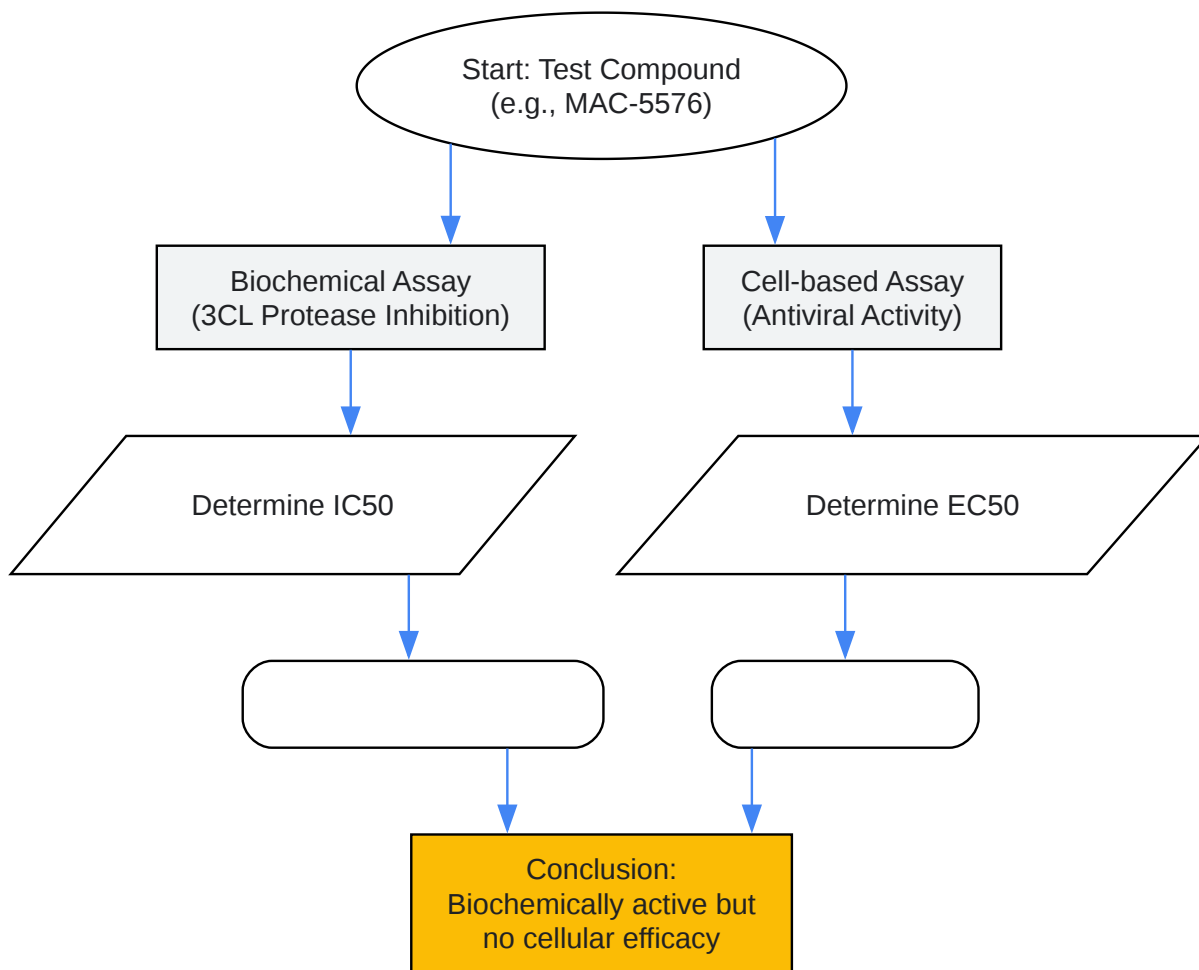 Start: Test Compound
(e.g., MAC-5576)
Biochemical Assay
(3CL Protease Inhibition)
Cell-based Assay
(Antiviral Activity)
Determine IC50
Determine EC50
Conclusion:
Biochemically active but
no cellular efficacy